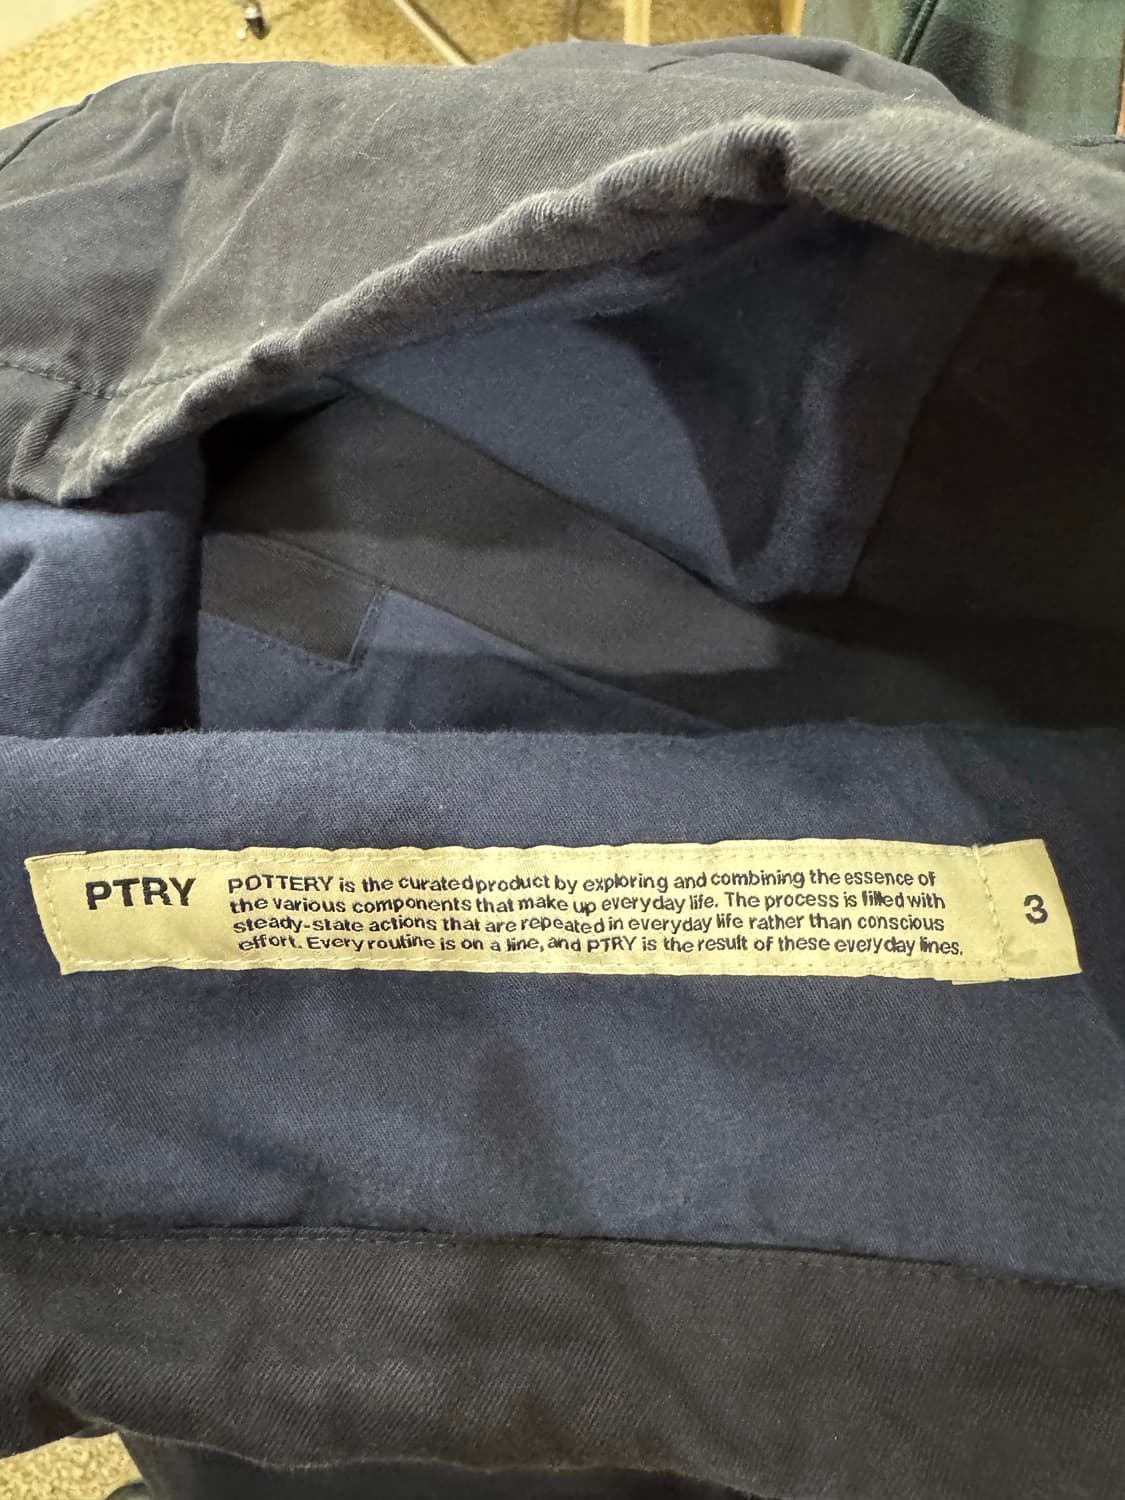 PTRY
POTTERY is the curated product by exploring and combining the essence of
the various components that make up everyday life. The process is filled with
steady-state actions that are repeated in everyday life rather than conscious
effort. Every routine is on a line, and PTRY is the result of these everyday lines.
3